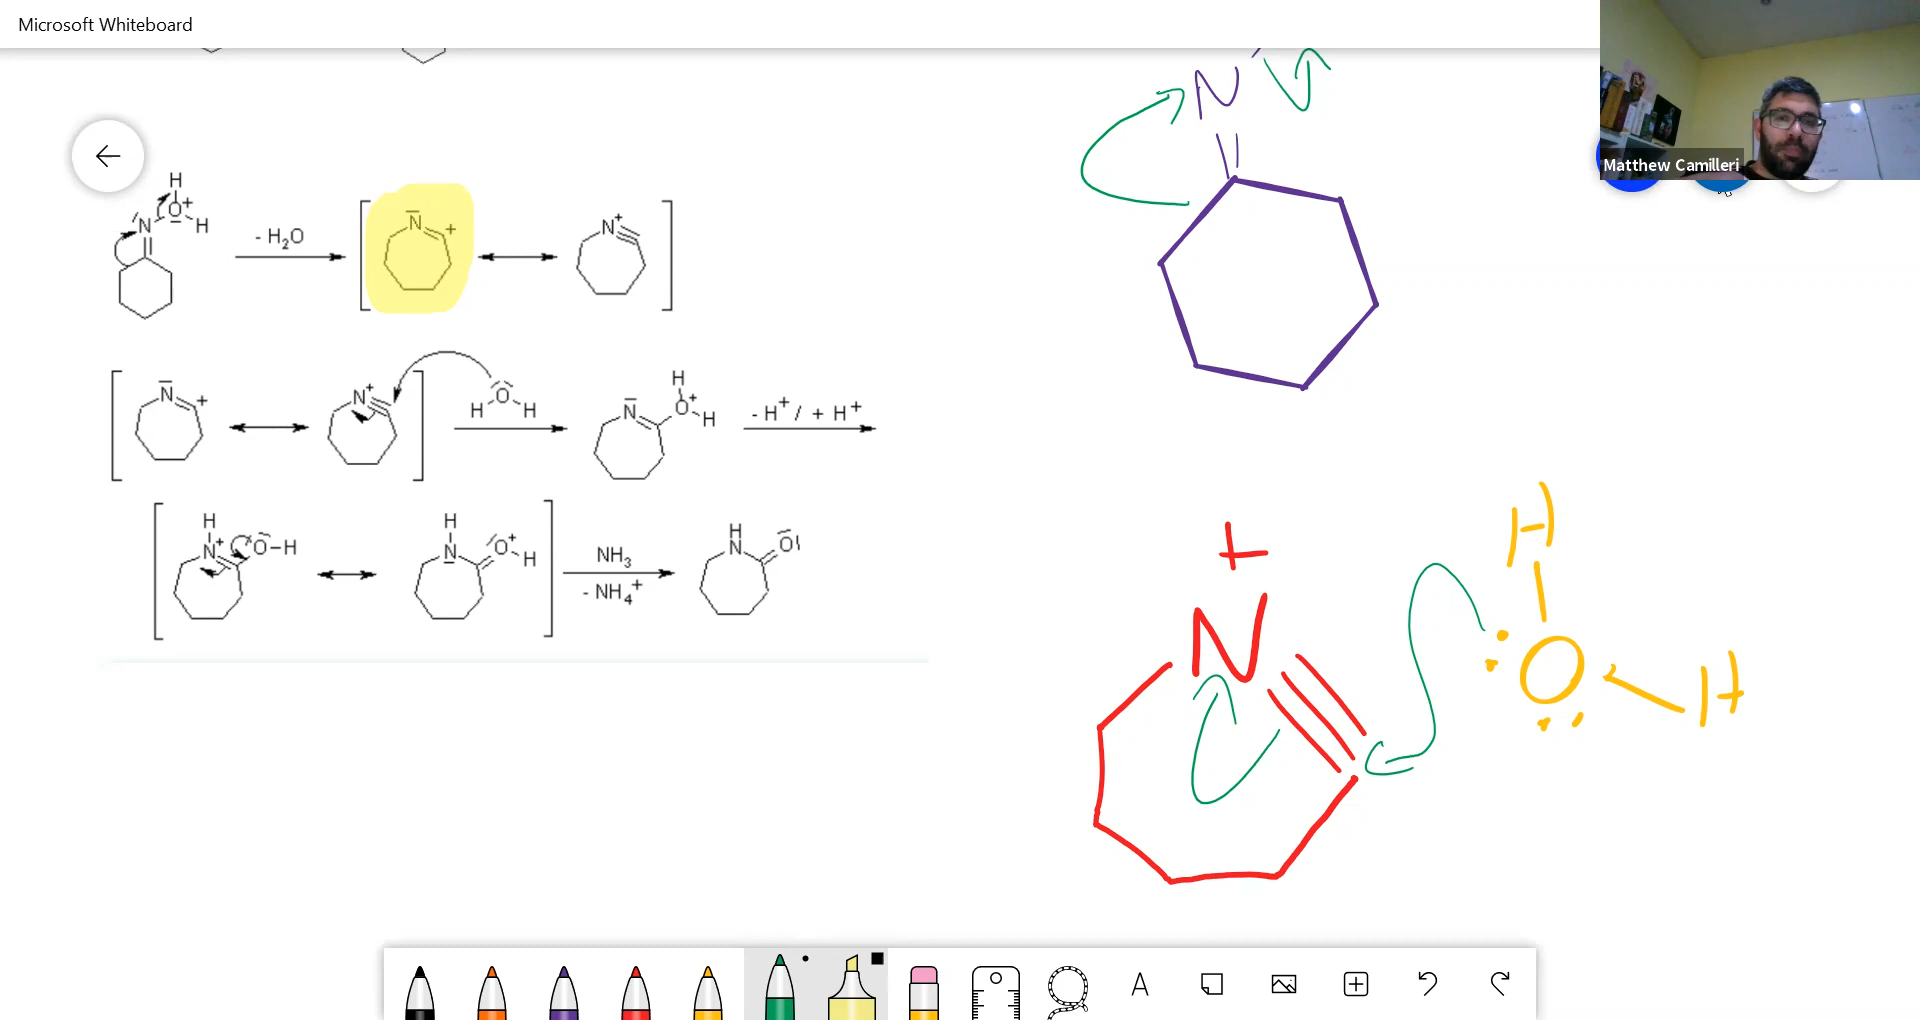 Microsoft Whiteboard
Matthew Camilleri
H
O+
H
N
- H₂O
N
+
N+
N
+
N+
H
O
H
N
H
O+
H
- H+ / + H+
H
N+
O-H
H
N
O+
H
NH₃
- NH₄+
H
N
O
N
+
N
H
O
H
A